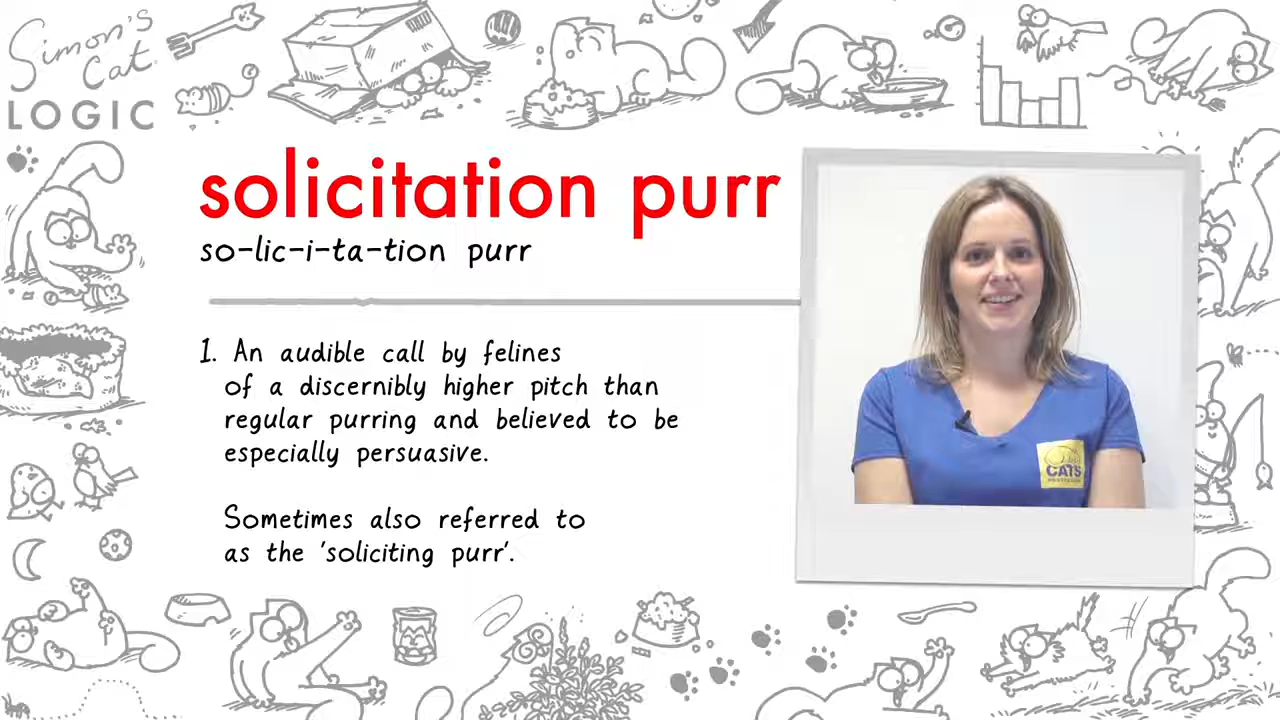 Simon's
Cat
LOGIC
solicitation purr
so-lic-i-ta-tion purr
1. An audible call by felines
of a discernibly higher pitch than
regular purring and believed to be
especially persuasive.
Sometimes also referred to
as the 'soliciting purr'.
CATS